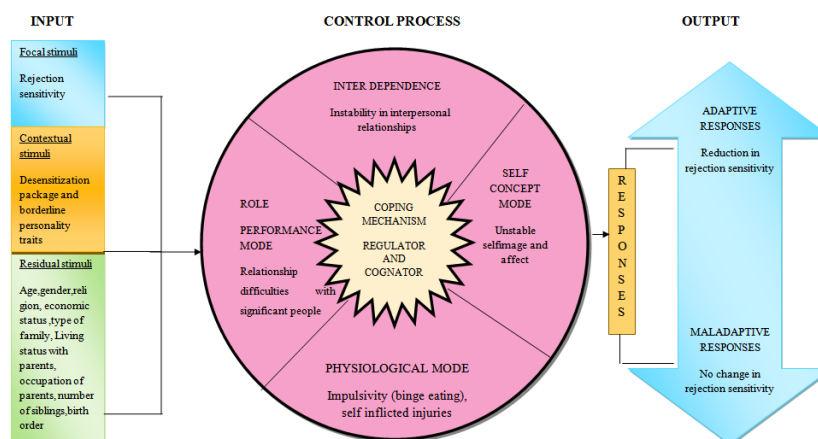 INPUT
CONTROL PROCESS
OUTPUT
Focal stimuli
Rejection
sensitivity
Contextual
stimuli
Desensitization
package and
borderline
personality
traits
Residual stimuli
Age,gender,reli
gion, economic
status ,type of
family, Living
status with
parents,
occupation of
parents,number
of siblings,birth
order
INTER DEPENDENCE
Instability in interpersonal
relationships
ROLE
PERFORMANCE
MODE
Relationship
difficulties with
significant people
COPING
MECHANISM
REGULATOR
AND
COGNATOR
SELF
CONCEPT
MODE
Unstable
selfimage and
affect
PHYSIOLOGICAL MODE
Impulsivity (binge eating),
self inflicted injuries
R
E
S
P
O
N
S
E
S
ADAPTIVE
RESPONSES
Reduction in
rejection sensitivity
MALADAPTIVE
RESPONSES
No change in
rejection sensitivity